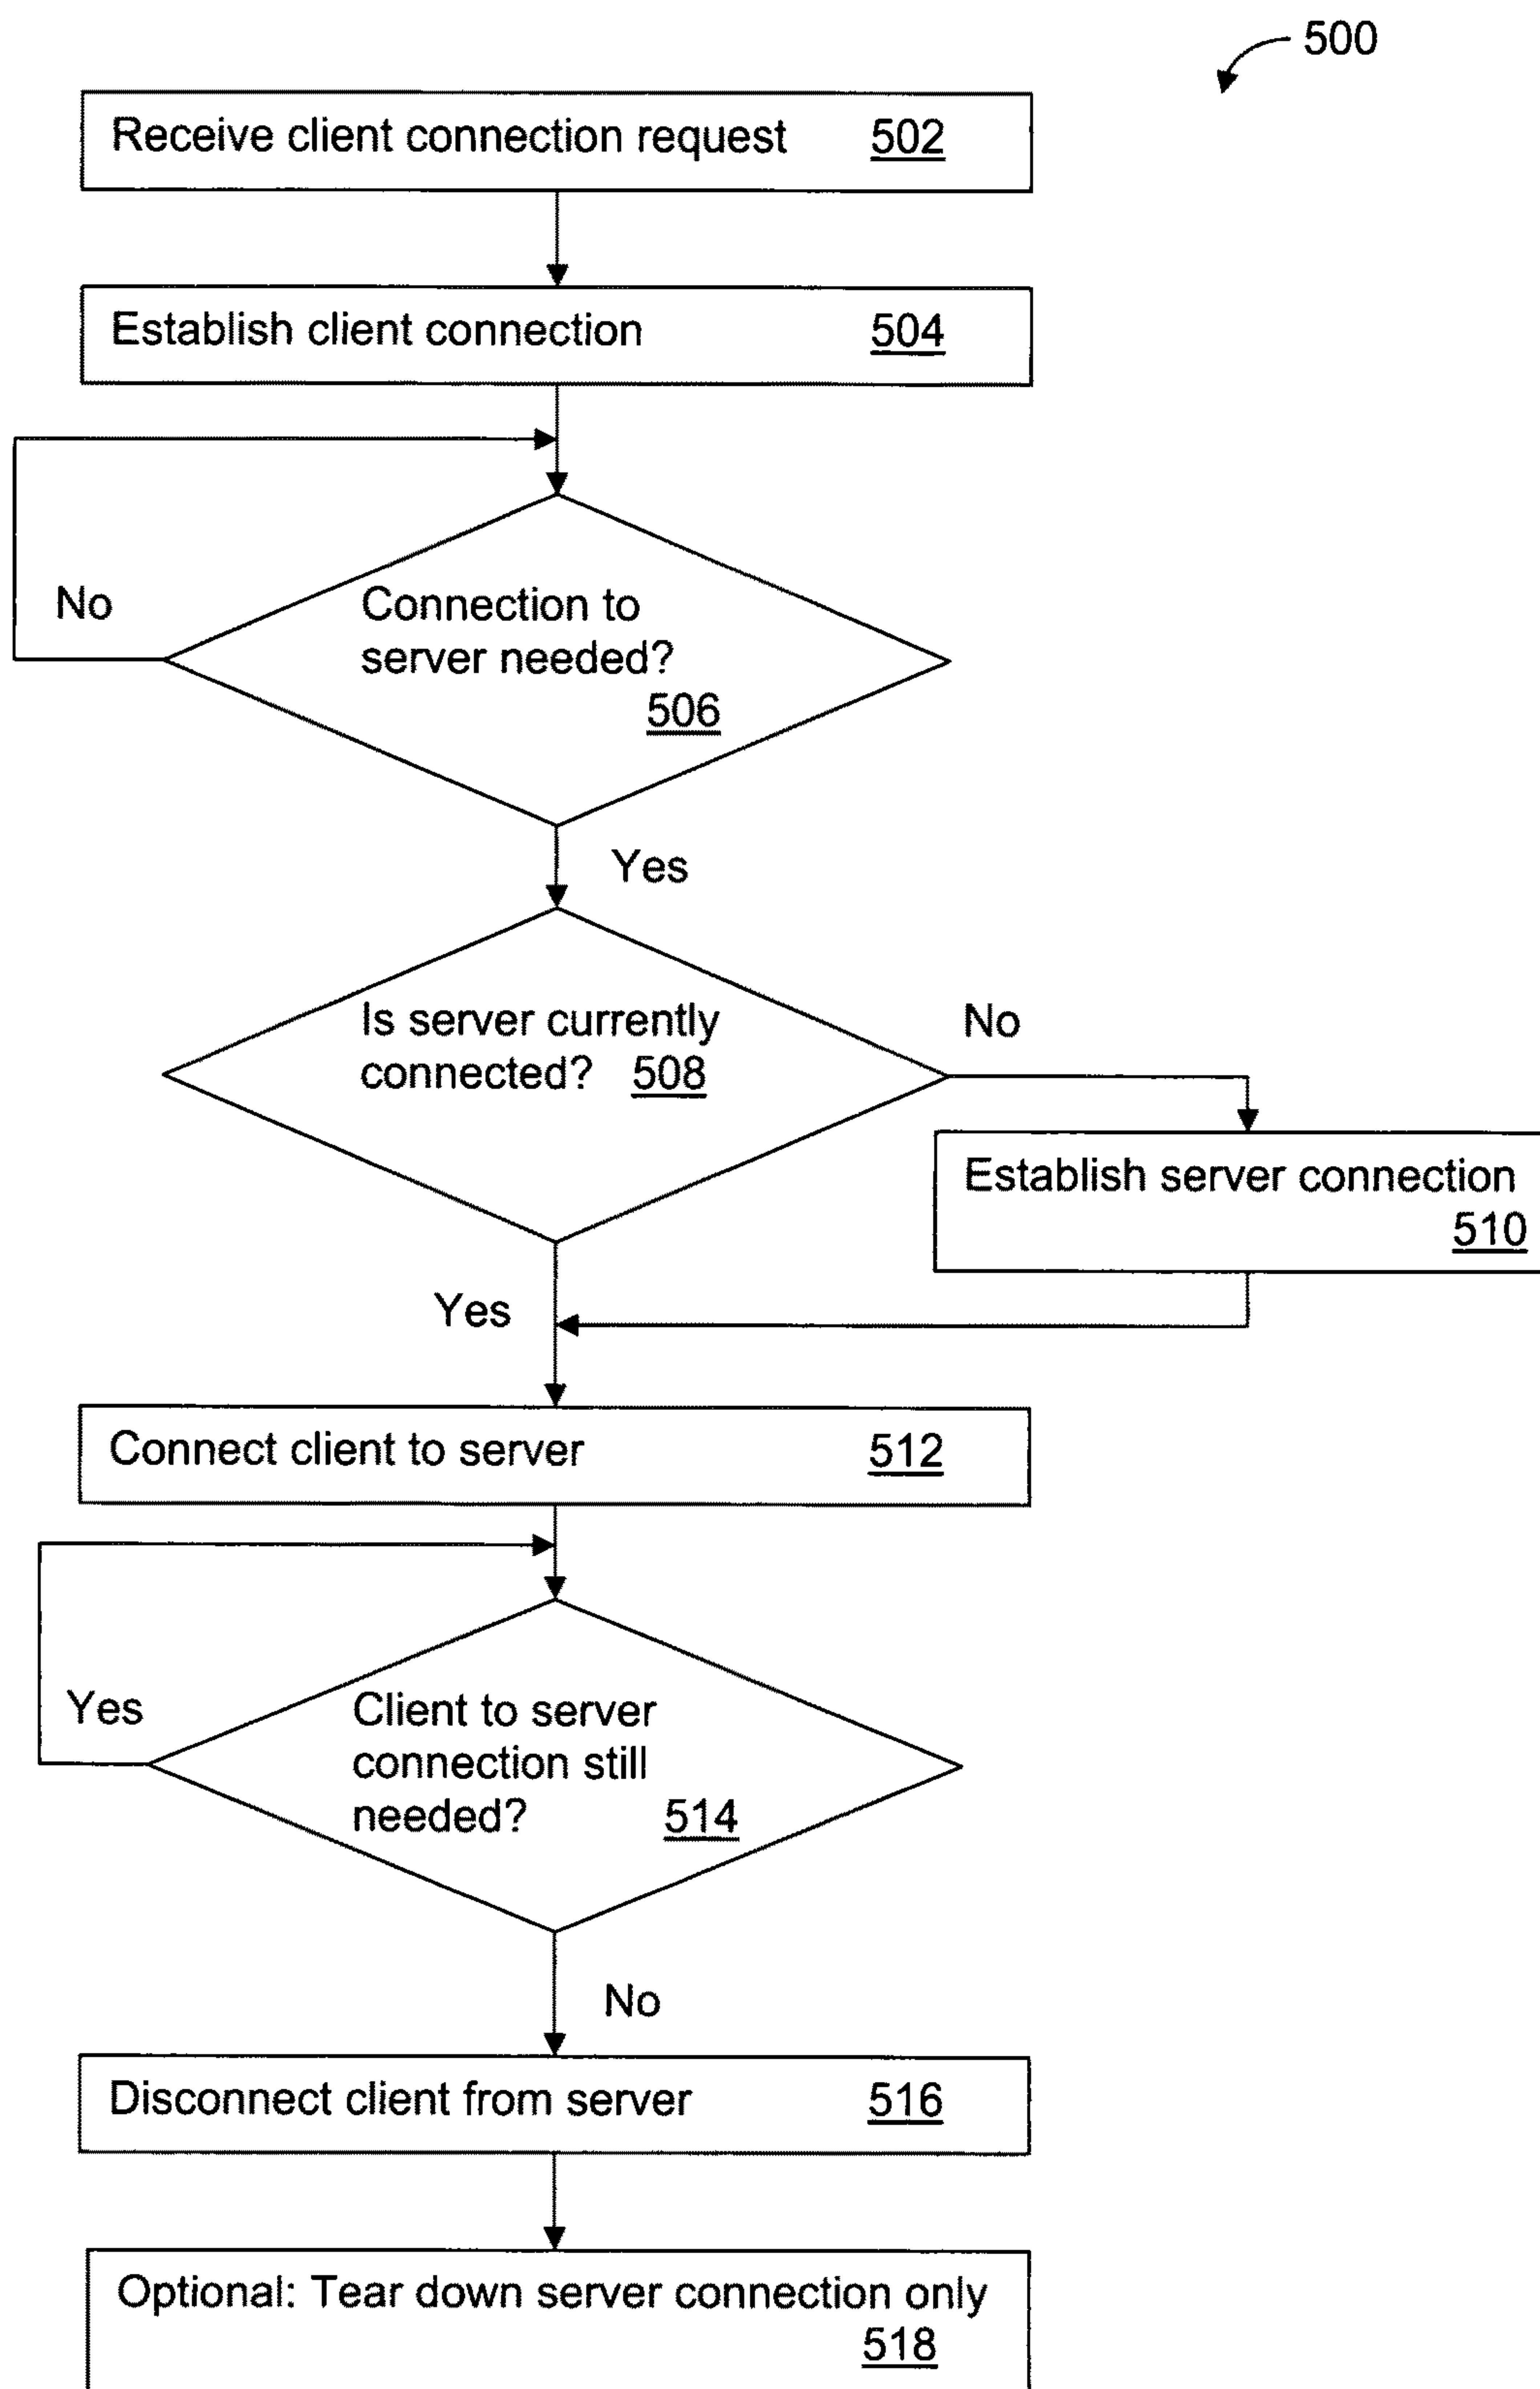 500
Receive client connection request 502
Establish client connection 504
No
Connection to
server needed?
506
Yes
Is server currently
connected? 508
No
Establish server connection
510
Yes
Connect client to server 512
Yes
Client to server
connection still
needed? 514
No
Disconnect client from server 516
Optional: Tear down server connection only
518